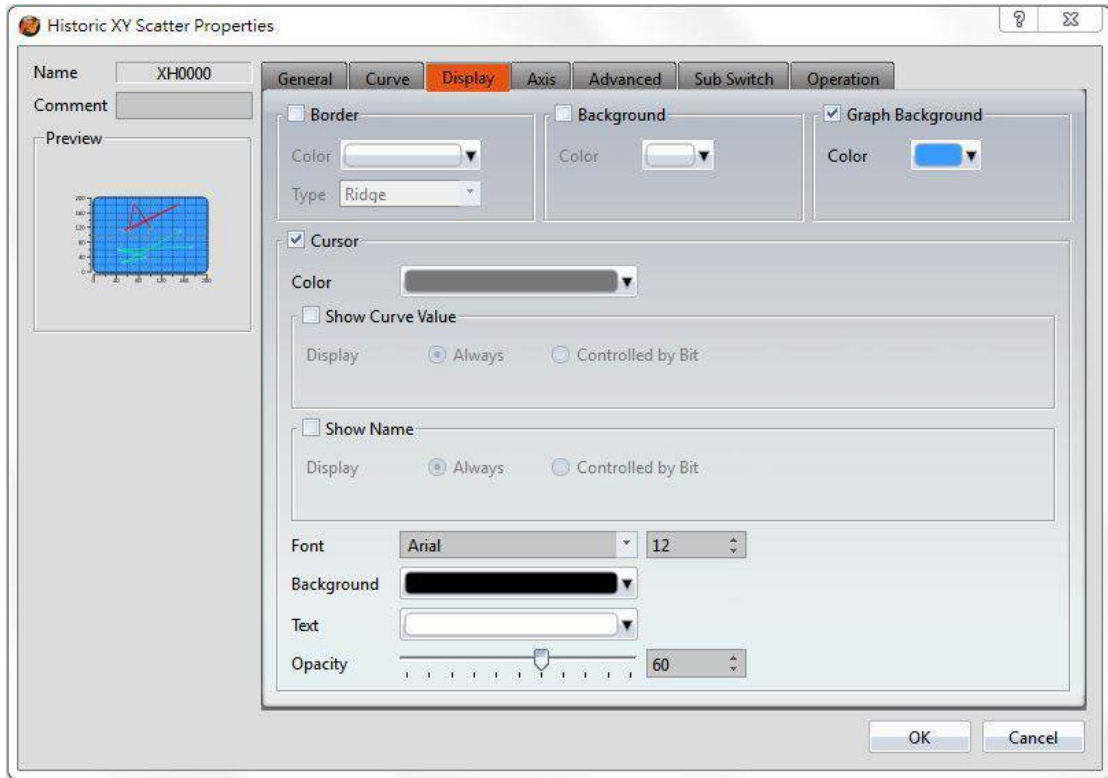 Historic XY Scatter Properties
Name XH0000
Comment
Preview
General Curve Display Axis Advanced Sub Switch Operation
Border
Color
Type Ridge
Background
Color
Graph Background
Color
Cursor
Color
Show Curve Value
Display Always Controlled by Bit
Show Name
Display Always Controlled by Bit
Font Arial 12
Background
Text
Opacity 60
OK Cancel